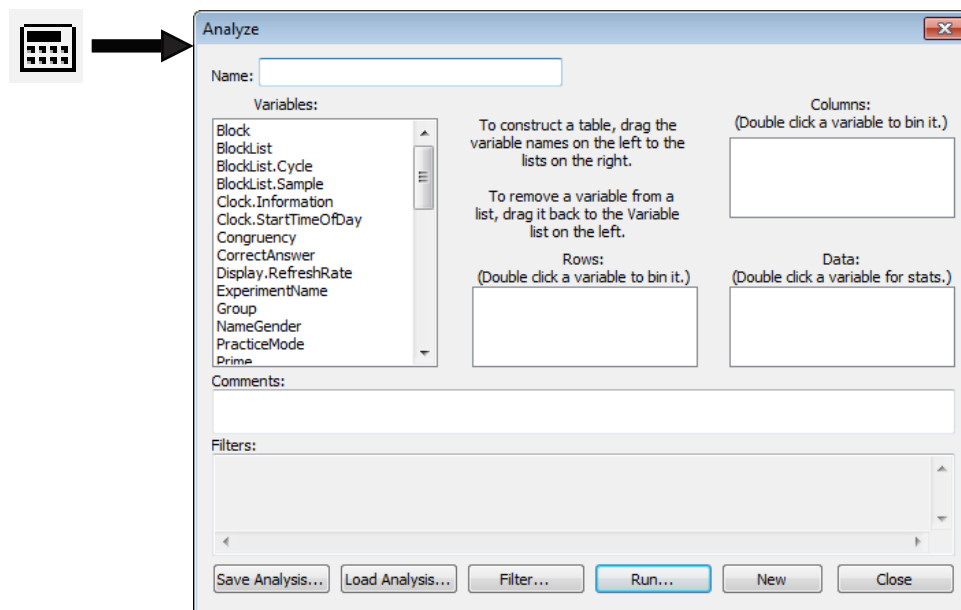 Analyze
Name:
Variables:
Block
BlockList
BlockList.Cycle
BlockList.Sample
Clock.Information
Clock.StartTimeOfDay
Congruency
CorrectAnswer
Display.RefreshRate
ExperimentName
Group
NameGender
PracticeMode
Prime
To construct a table, drag the
variable names on the left to the
lists on the right.
To remove a variable from a
list, drag it back to the Variable
list on the left.
Columns:
(Double click a variable to bin it.)
Rows:
(Double click a variable to bin it.)
Data:
(Double click a variable for stats.)
Comments:
Filters:
Save Analysis...
Load Analysis...
Filter...
Run...
New
Close